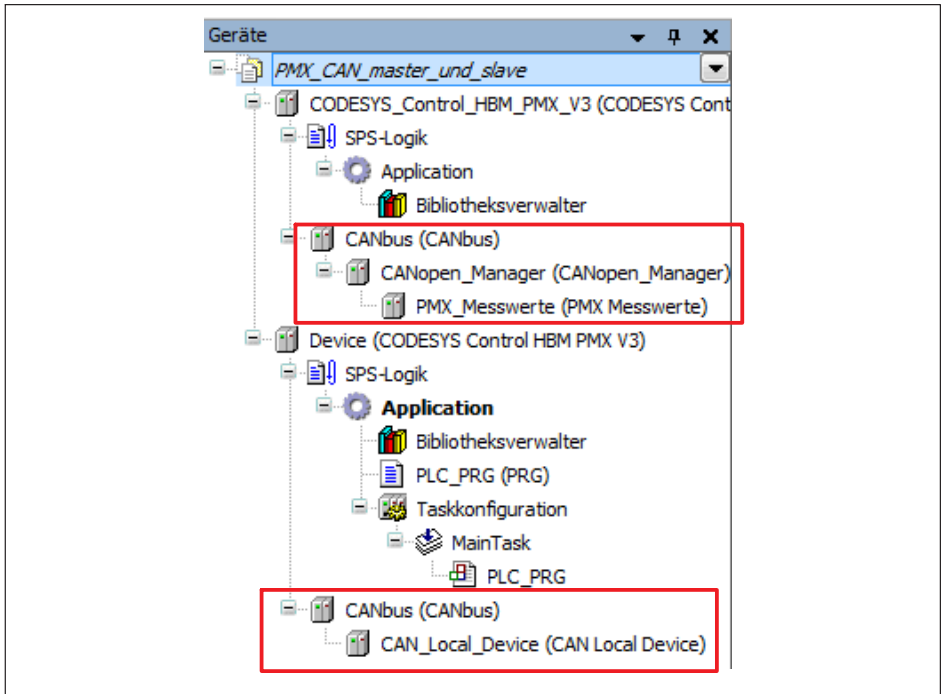 Geräte
PMX_CAN_master_und_slave
CODESYS_Control_HBM_PMX_V3 (CODESYS Cont
SPS-Logik
Application
Bibliotheksverwalter
CANbus (CANbus)
CANopen_Manager (CANopen_Manager)
PMX_Messwerte (PMX Messwerte)
Device (CODESYS Control HBM PMX V3)
SPS-Logik
Application
Bibliotheksverwalter
PLC_PRG (PRG)
Taskkonfiguration
MainTask
PLC_PRG
CANbus (CANbus)
CAN_Local_Device (CAN Local Device)